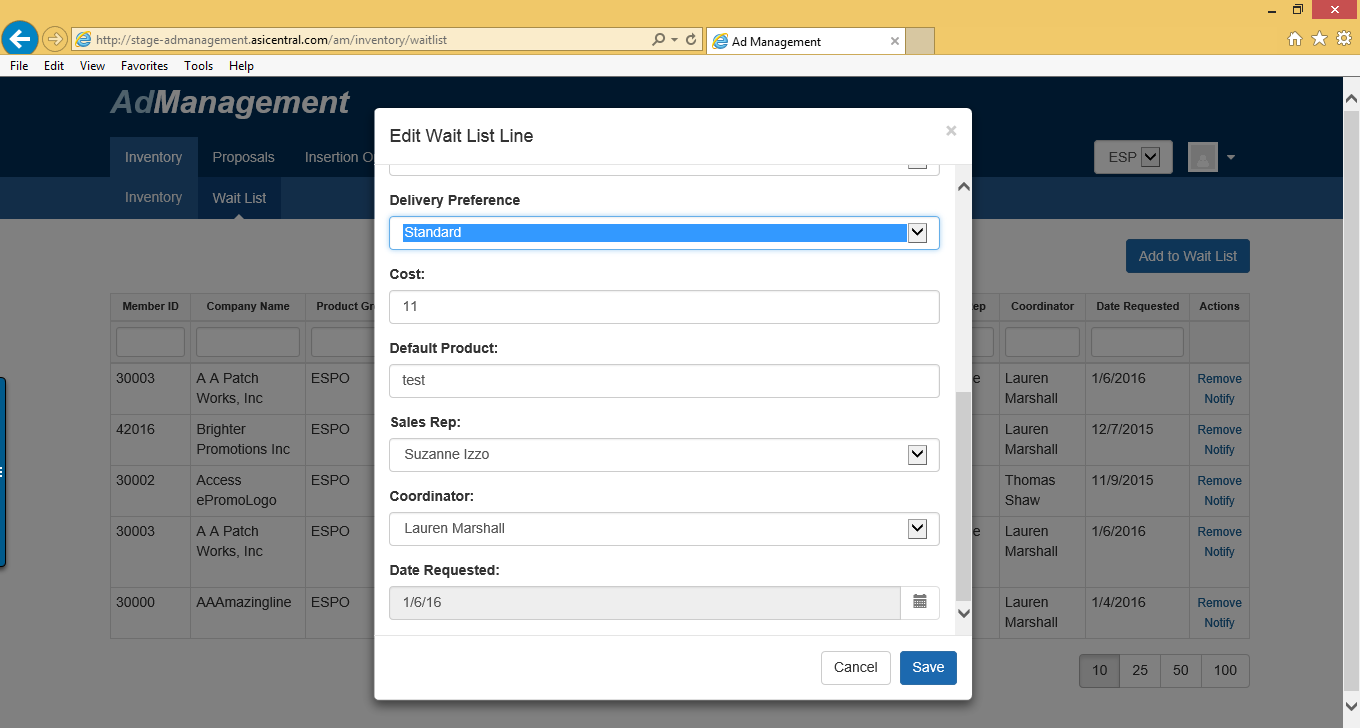 http://stage-admanagement.asicentral.com/am/inventory/waitlist
Ad Management
File Edit View Favorites Tools Help
AdManagement
Inventory Proposals Insertion O
ESP
Inventory Wait List
Edit Wait List Line
×
Delivery Preference
Standard
Cost:
11
Default Product:
test
Sales Rep:
Suzanne Izzo
Coordinator:
Lauren Marshall
Date Requested:
1/6/16
Cancel Save
Add to Wait List
Member ID Company Name Product Gr ep Coordinator Date Requested Actions
30003 A A Patch ESPO e Lauren 1/6/2016 Remove
Works, Inc Marshall Notify
42016 Brighter ESPO Lauren 12/7/2015 Remove
Promotions Inc Marshall Notify
30002 Access ESPO Thomas 11/9/2015 Remove
ePromoLogo Shaw Notify
30003 A A Patch ESPO e Lauren 1/6/2016 Remove
Works, Inc Marshall Notify
30000 AAAmazingline ESPO Lauren 1/4/2016 Remove
Marshall Notify
10 25 50 100